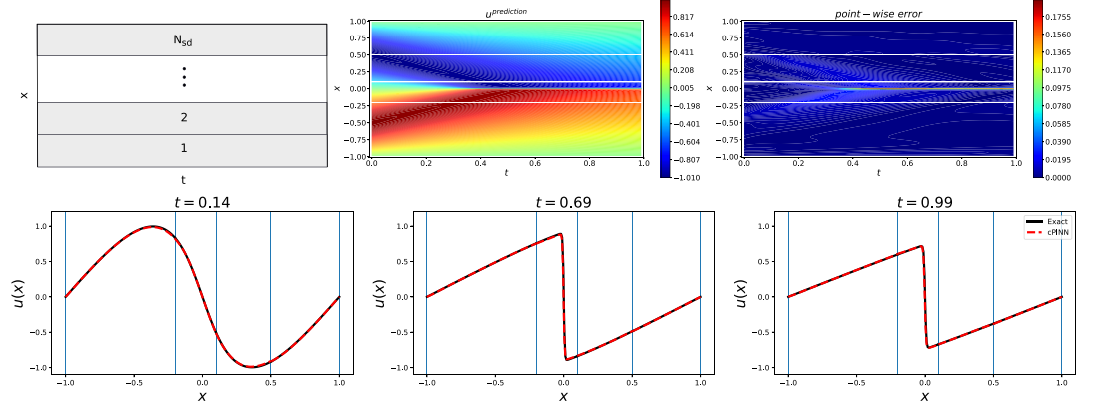 N_sd
⋮
2
1
x
t
u^prediction
1.00
0.75
0.50
0.25
0.00
−0.25
−0.50
−0.75
−1.00
x
0.0 0.2 0.4 0.6 0.8 1.0
t
0.817
0.614
0.411
0.208
0.005
−0.198
−0.401
−0.604
−0.807
−1.010
point−wise error
1.00
0.75
0.50
0.25
0.00
−0.25
−0.50
−0.75
−1.00
x
0.0 0.2 0.4 0.6 0.8 1.0
t
0.1755
0.1560
0.1365
0.1170
0.0975
0.0780
0.0585
0.0390
0.0195
0.0000
t = 0.14
1.0
0.5
0.0
−0.5
−1.0
u(x)
−1.0 −0.5 0.0 0.5 1.0
x
t = 0.69
1.0
0.5
0.0
−0.5
−1.0
u(x)
−1.0 −0.5 0.0 0.5 1.0
x
t = 0.99
Exact
cPINN
1.0
0.5
0.0
−0.5
−1.0
u(x)
−1.0 −0.5 0.0 0.5 1.0
x